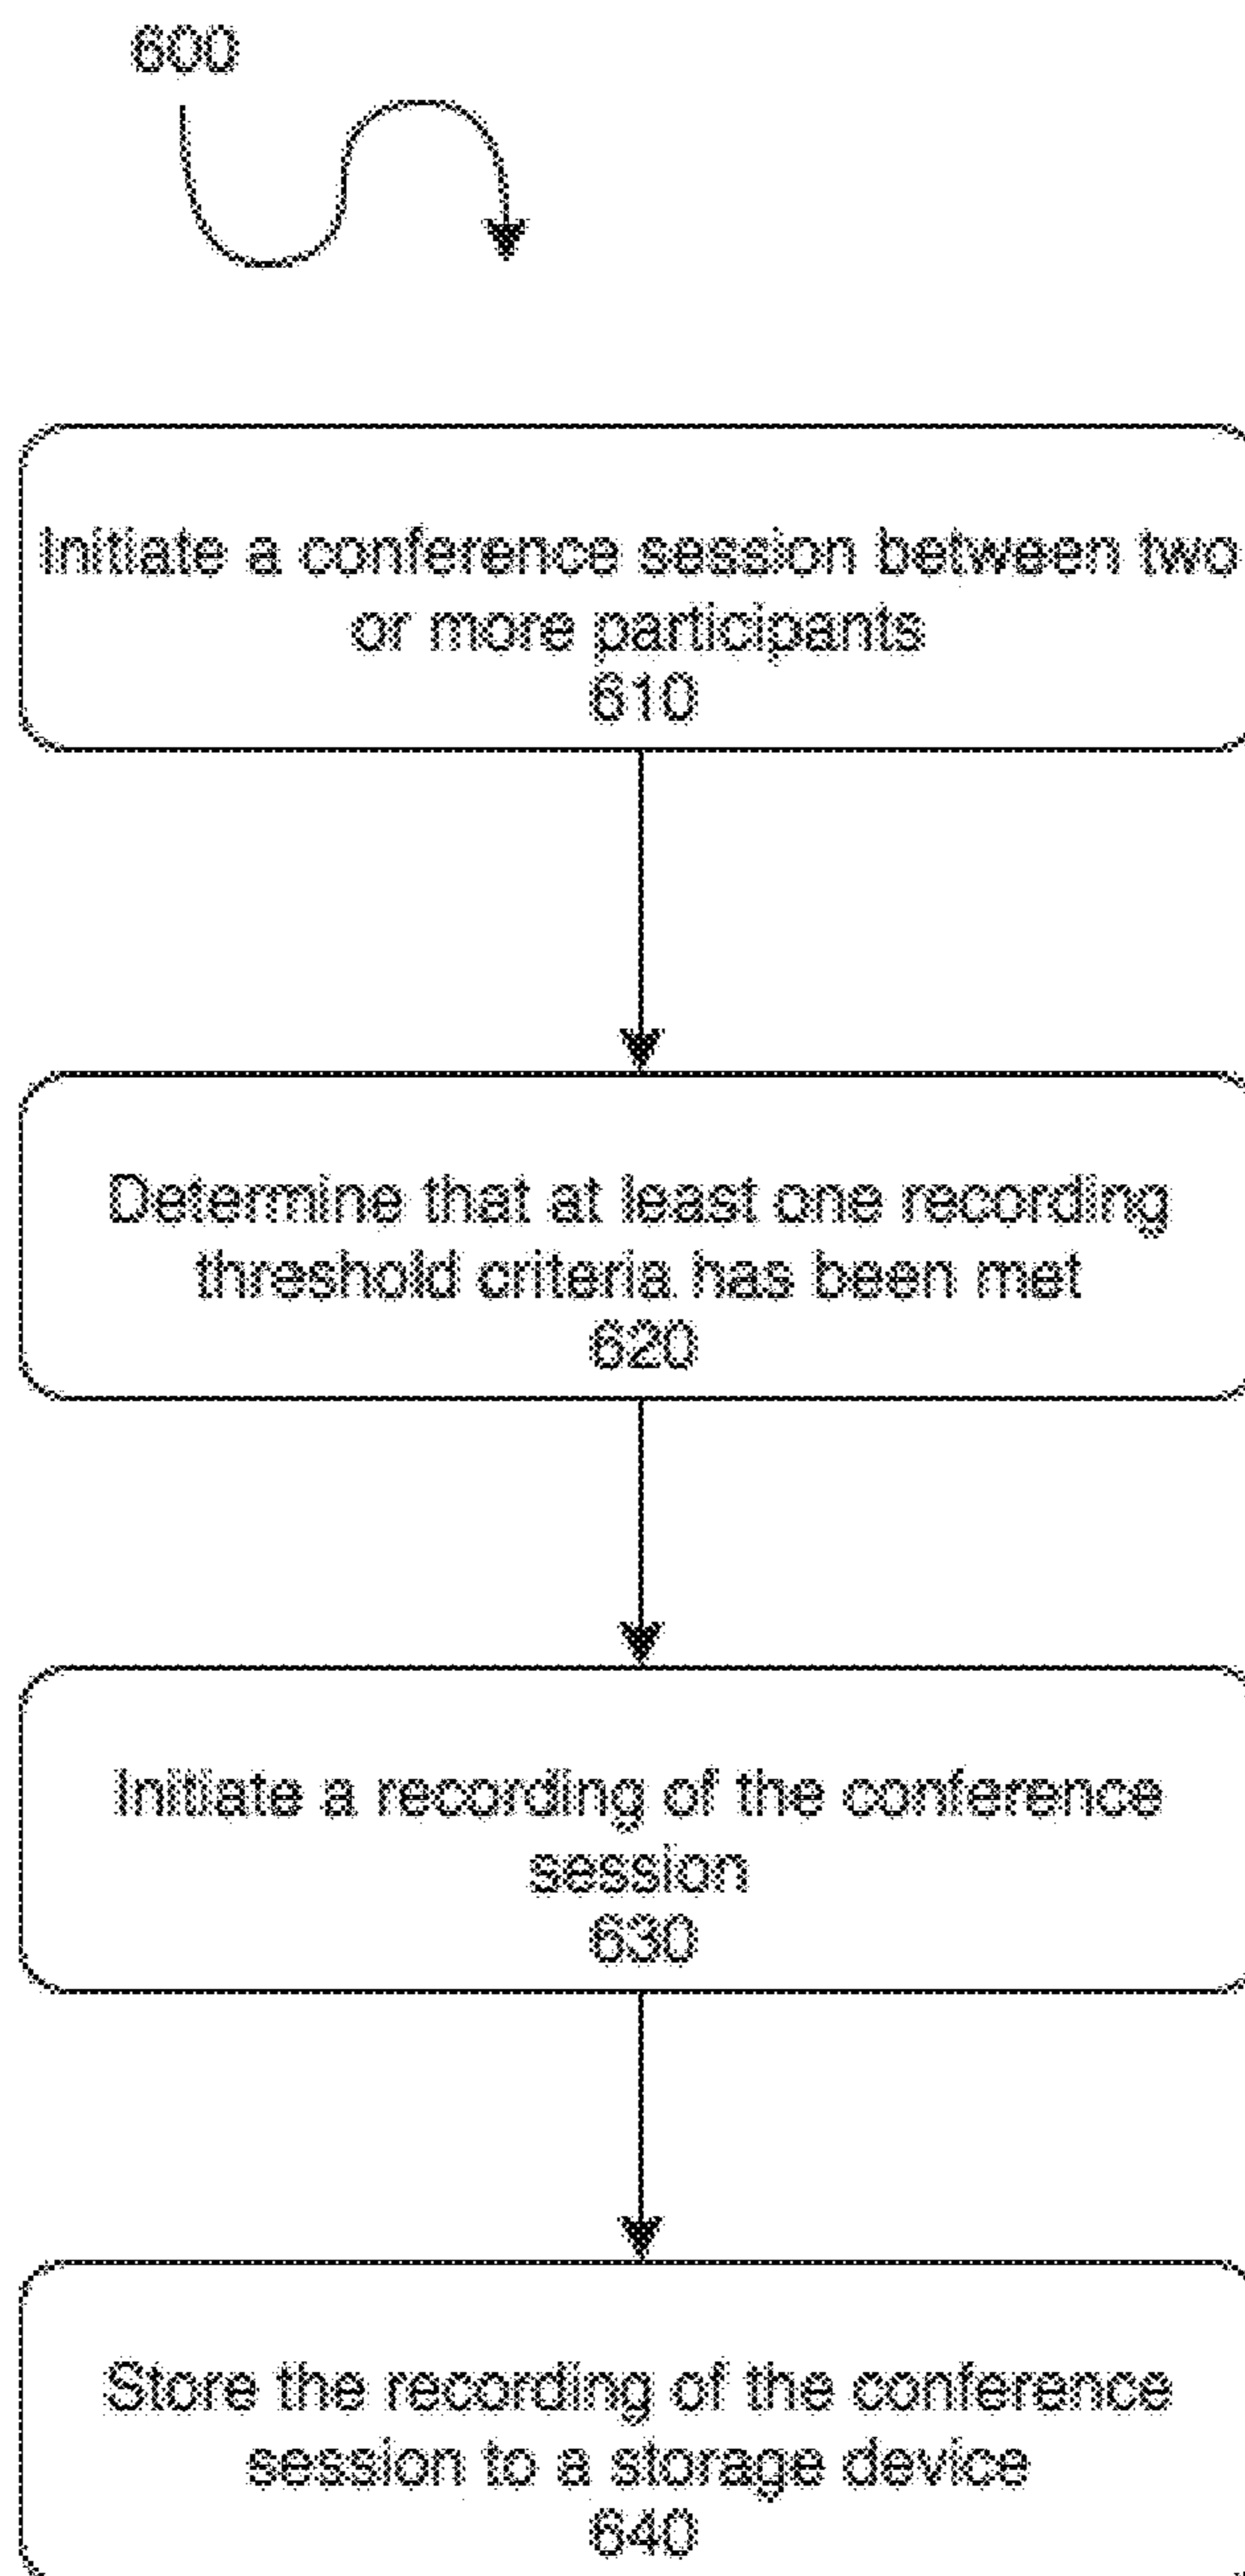 600
Initiate a conference session between two
or more participants
610
Determine that at least one recording
threshold criteria has been met
620
Initiate a recording of the conference
session
630
Store the recording of the conference
session to a storage device
640